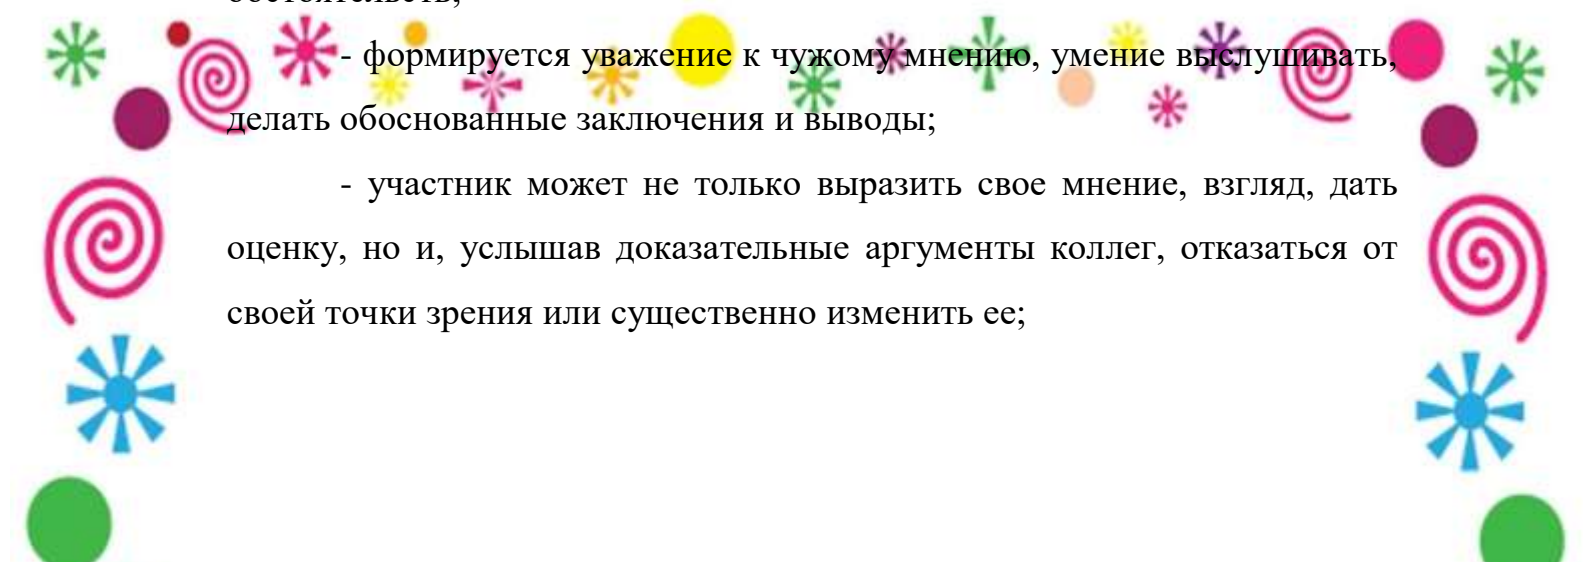 обстоятельств;
- формируется уважение к чужому мнению, умение выслушивать,
делать обоснованные заключения и выводы;
- участник может не только выразить свое мнение, взгляд, дать
оценку, но и, услышав доказательные аргументы коллег, отказаться от
своей точки зрения или существенно изменить ее;